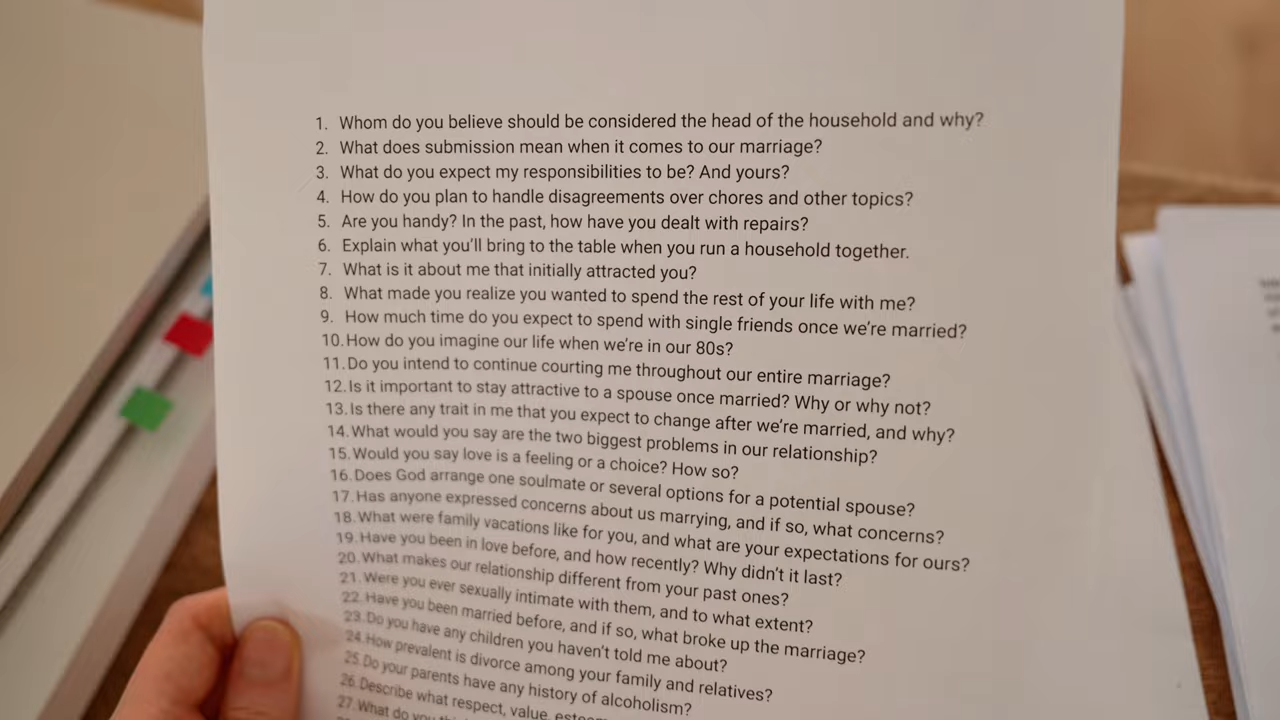 1. Whom do you believe should be considered the head of the household and why?
2. What does submission mean when it comes to our marriage?
3. What do you expect my responsibilities to be? And yours?
4. How do you plan to handle disagreements over chores and other topics?
5. Are you handy? In the past, how have you dealt with repairs?
6. Explain what you'll bring to the table when you run a household together.
7. What is it about me that initially attracted you?
8. What made you realize you wanted to spend the rest of your life with me?
9. How much time do you expect to spend with single friends once we're married?
10. How do you imagine our life when we're in our 80s?
11. Do you intend to continue courting me throughout our entire marriage?
12. Is it important to stay attractive to a spouse once married? Why or why not?
13. Is there any trait in me that you expect to change after we're married, and why?
14. What would you say are the two biggest problems in our relationship?
15. Would you say love is a feeling or a choice? How so?
16. Does God arrange one soulmate or several options for a potential spouse?
17. Has anyone expressed concerns about us marrying, and if so, what concerns?
18. What were family vacations like for you, and what are your expectations for ours?
19. Have you been in love before, and how recently? Why didn't it last?
20. What makes our relationship different from your past ones?
21. Were you ever sexually intimate with them, and to what extent?
22. Have you been married before, and if so, what broke up the marriage?
23. Do you have any children you haven't told me about?
24. How prevalent is divorce among your family and relatives?
25. Do your parents have any history of alcoholism?
26. Describe what respect, value,
27. What do you